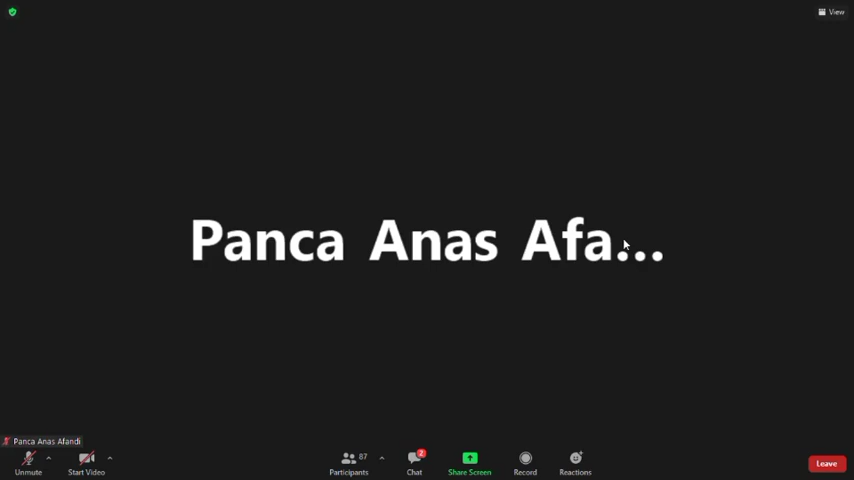 View
Panca Anas Afa...
Panca Anas Afandi
Unmute
Start Video
87
Participants
2
Chat
Share Screen
Record
Reactions
Leave